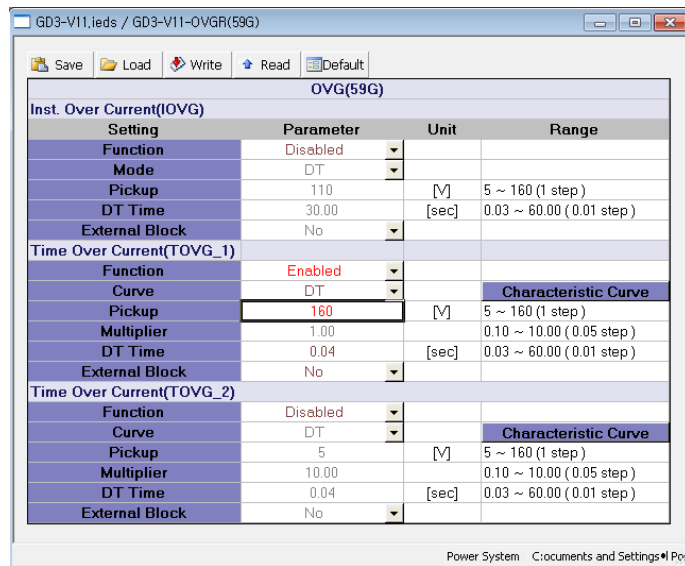 GD3-V11,ieds / GD3-V11-OVGR(59G)
Save Load Write Read Default
OVG(59G)
Inst. Over Current(IOVG)
Setting Parameter Unit Range
Function Disabled
Mode DT
Pickup 110 [V] 5 ~ 160 (1 step )
DT Time 30.00 [sec] 0.03 ~ 60.00 ( 0.01 step )
External Block No
Time Over Current(TOVG_1)
Function Enabled
Curve DT Characteristic Curve
Pickup 160 [V] 5 ~ 160 (1 step )
Multiplier 1.00 0.10 ~ 10.00 ( 0.05 step )
DT Time 0.04 [sec] 0.03 ~ 60.00 ( 0.01 step )
External Block No
Time Over Current(TOVG_2)
Function Disabled
Curve DT Characteristic Curve
Pickup 5 [V] 5 ~ 160 (1 step )
Multiplier 10.00 0.10 ~ 10.00 ( 0.05 step )
DT Time 0.04 [sec] 0.03 ~ 60.00 ( 0.01 step )
External Block No
Power System C:ocuments and Settings